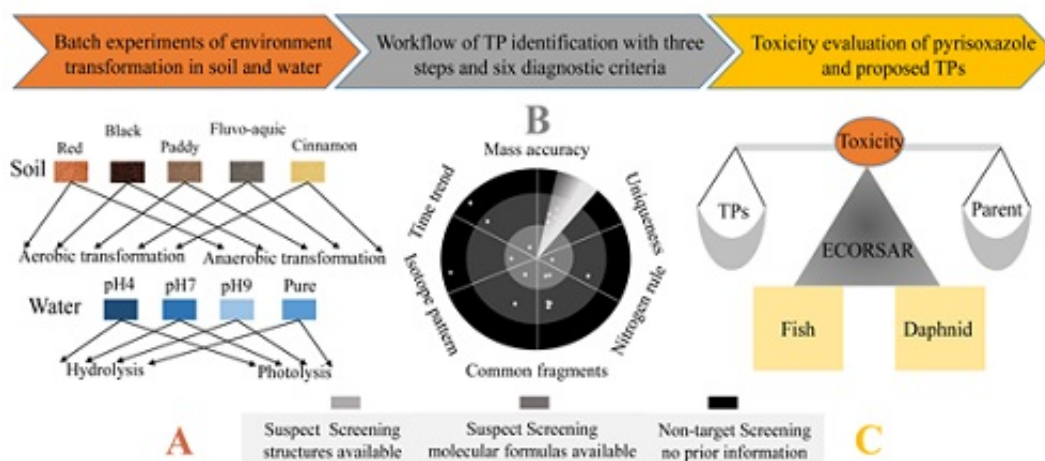 Batch experiments of environment
transformation in soil and water
Workflow of TP identification with three
steps and six diagnostic criteria
Toxicity evaluation of pyrisoxazole
and proposed TPs
Soil
Red
Black
Paddy
Fluvo-aquie
Cinnamon
Aerobic transformation
Anaerobic transformation
Water
pH4
pH7
pH9
Pure
Hydrolysis
Photolysis
A
B
Mass accuracy
Uniqueness
Nitrogen rule
Common fragments
Isotope pattern
Time trend
Suspect Screening
structures available
Suspect Screening
molecular formulas available
Non-target Screening
no prior information
Toxicity
TPs
Parent
ECORSAR
Fish
Daphnid
C